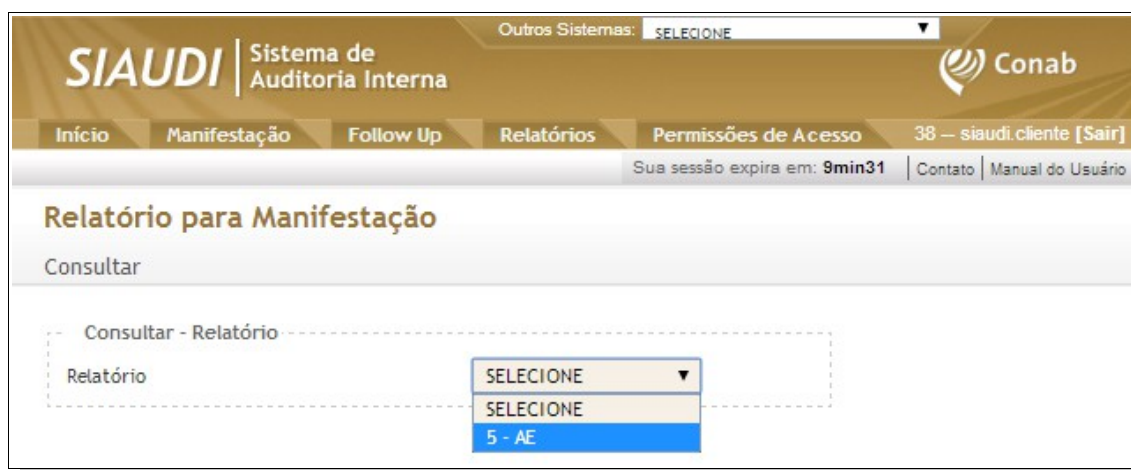 Outros Sistemas: SELECIONE
SIAUDI Sistema de
Auditoria Interna
Conab
Início Manifestação Follow Up Relatórios Permissões de Acesso 38 – siaudi.cliente [Sair]
Sua sessão expira em: 9min31 Contato Manual do Usuário
Relatório para Manifestação
Consultar
Consultar - Relatório
Relatório SELECIONE
SELECIONE
5 - AE